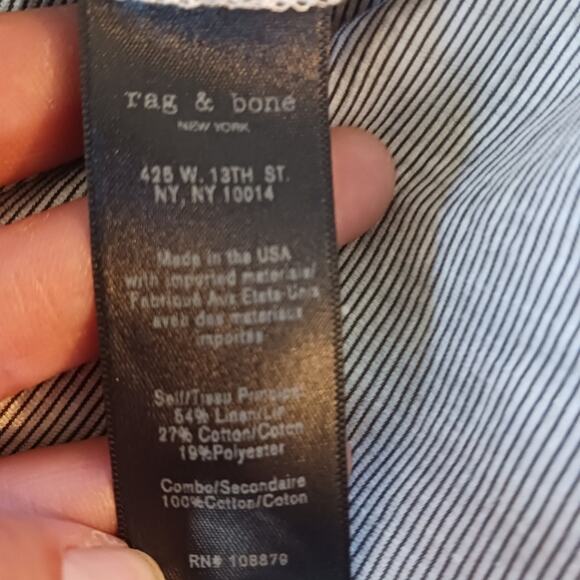 rag & bone
NEW YORK
425 W. 13TH ST.
NY, NY 10014
Made in the USA
with imported material/
Fabriqué Aux Etats-Unis
avec des materiaux
importés
Self/Tissu Principal
54% Linen/Lin
27% Cotton/Coton
19%Polyester
Combo/Secondaire
100%Cotton/Coton
RN# 108879